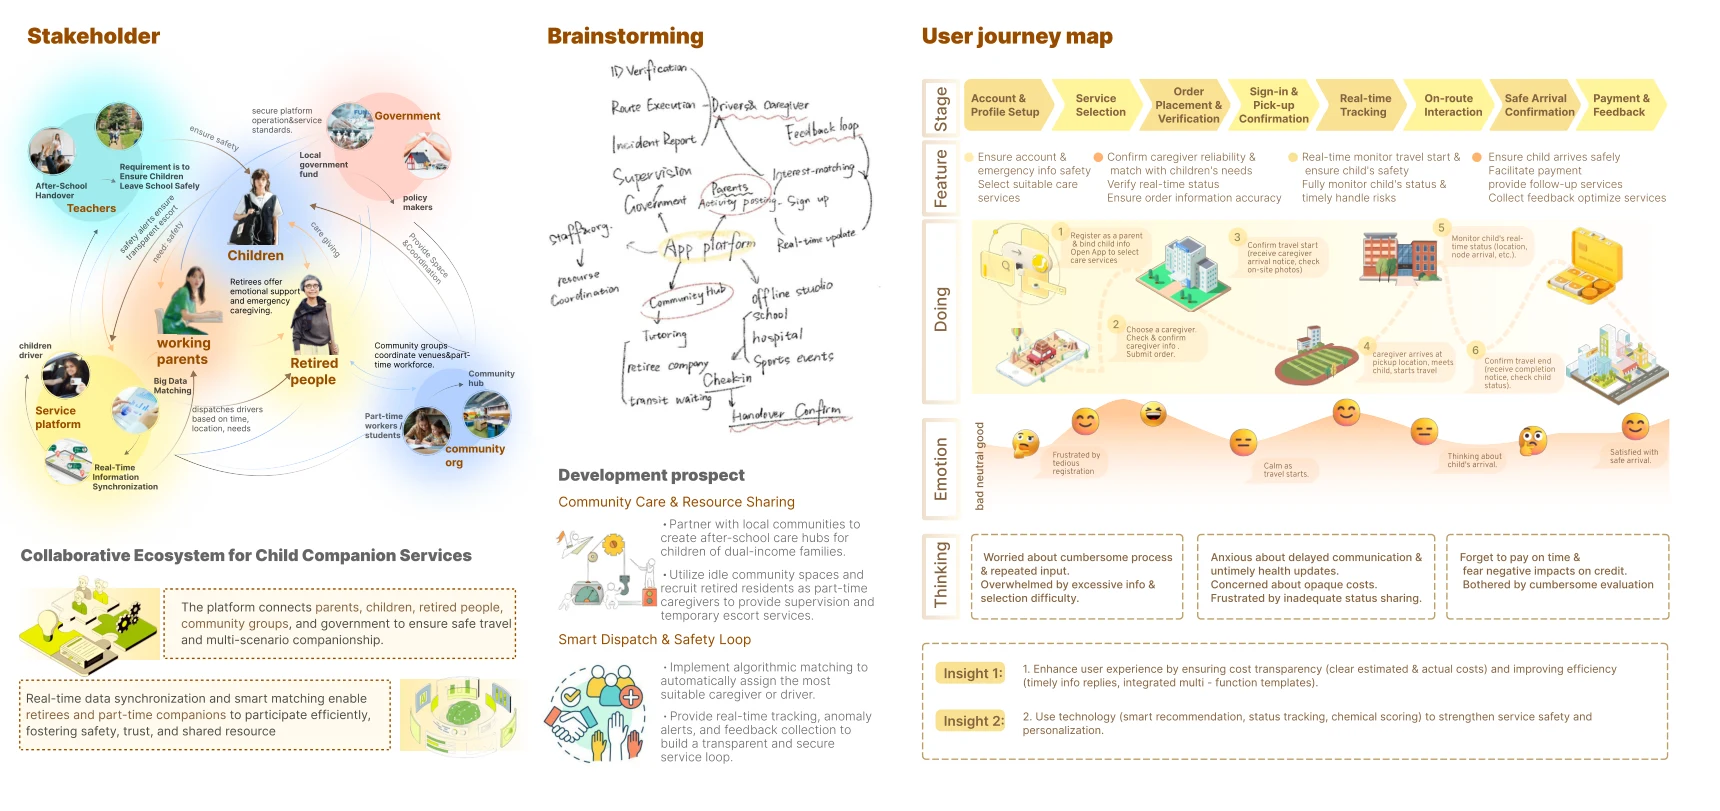 Stakeholder
secure platform
operation&service
standards.
Government
ensure safety
Local
government
fund
Requirement is to
Ensure Children
Leave School Safely
After-School
Handover
Teachers
policy
makers
safety alerts ensure
transparent escort
need: safety
care giving
Provide Space
&Coordination
Children
Retirees offer
emotional support
and emergency
caregiving.
working
parents
Retired
people
Community groups
coordinate venues&part-
time workforce.
children
driver
Big Data
Matching
Community
hub
Service
platform
dispatches drivers
based on time,
location, needs
Part-time
workers /
students
community
org
Real-Time
Information
Synchronization
Collaborative Ecosystem for Child Companion Services
The platform connects parents, children, retired people,
community groups, and government to ensure safe travel
and multi-scenario companionship.
Real-time data synchronization and smart matching enable
retirees and part-time companions to participate efficiently,
fostering safety, trust, and shared resource
Brainstorming
ID Verification
Route Execution
Drivers& Caregiver
Incident Report
Feedback loop
Supervision
Interest-matching
Parents
Activity posting
Sign up
Government
staff&org.
App platform
Real-time update
resourse
Coordination
Community Hub
off line studio
school
Tutoring
hospital
Sports events
retiree company
Check-in
transit waiting
Handover Confirm
Development prospect
Community Care & Resource Sharing
• Partner with local communities to
create after-school care hubs for
children of dual-income families.
• Utilize idle community spaces and
recruit retired residents as part-time
caregivers to provide supervision and
temporary escort services.
Smart Dispatch & Safety Loop
• Implement algorithmic matching to
automatically assign the most
suitable caregiver or driver.
• Provide real-time tracking, anomaly
alerts, and feedback collection to
build a transparent and secure
service loop.
User journey map
Stage
Account &
Profile Setup
Service
Selection
Order
Placement &
Verification
Sign-in &
Pick-up
Confirmation
Real-time
Tracking
On-route
Interaction
Safe Arrival
Confirmation
Payment &
Feedback
Feature
Ensure account &
emergency info safety
Select suitable care
services
Confirm caregiver reliability &
match with children's needs
Verify real-time status
Ensure order information accuracy
Real-time monitor travel start &
ensure child's safety
Fully monitor child's status &
timely handle risks
Ensure child arrives safely
Facilitate payment
provide follow-up services
Collect feedback optimize services
Doing
1
Register as a parent
& bind child info
Open App to select
care services
2
Choose a caregiver.
Check & confirm
caregiver info .
Submit order.
3
Confirm travel start
(receive caregiver
arrival notice, check
on-site photos)
4
caregiver arrives at
pickup location, meets
child, starts travel
5
Monitor child's real-
time status (location,
node arrival, etc.).
6
Confirm travel end
(receive completion
notice, check child
status).
Emotion
bad neutral good
Frustrated by
tedious
registration
Calm as
travel starts.
Thinking about
child's arrival.
Satisfied with
safe arrival.
Thinking
Worried about cumbersome process
& repeated input.
Overwhelmed by excessive info &
selection difficulty.
Anxious about delayed communication &
untimely health updates.
Concerned about opaque costs.
Frustrated by inadequate status sharing.
Forget to pay on time &
fear negative impacts on credit.
Bothered by cumbersome evaluation
Insight 1:
1. Enhance user experience by ensuring cost transparency (clear estimated & actual costs) and improving efficiency
(timely info replies, integrated multi - function templates).
Insight 2:
2. Use technology (smart recommendation, status tracking, chemical scoring) to strengthen service safety and
personalization.